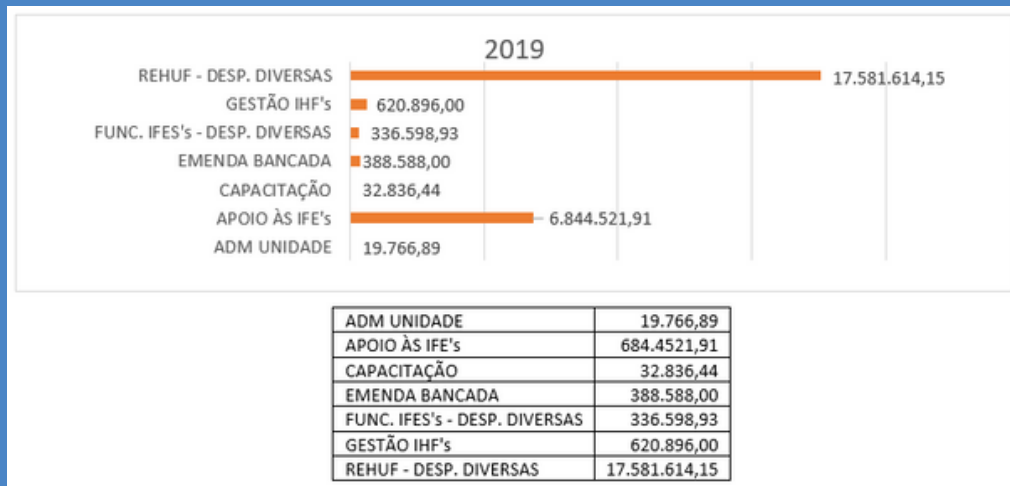 2019
REHUF - DESP. DIVERSAS 17.581.614,15
GESTÃO IHF's 620.896,00
FUNC. IFES's - DESP. DIVERSAS 336.598,93
EMENDA BANCADA 388.588,00
CAPACITAÇÃO 32.836,44
APOIO ÀS IFE's 6.844.521,91
ADM UNIDADE 19.766,89
ADM UNIDADE 19.766,89
APOIO ÀS IFE's 684.4521,91
CAPACITAÇÃO 32.836,44
EMENDA BANCADA 388.588,00
FUNC. IFES's - DESP. DIVERSAS 336.598,93
GESTÃO IHF's 620.896,00
REHUF - DESP. DIVERSAS 17.581.614,15